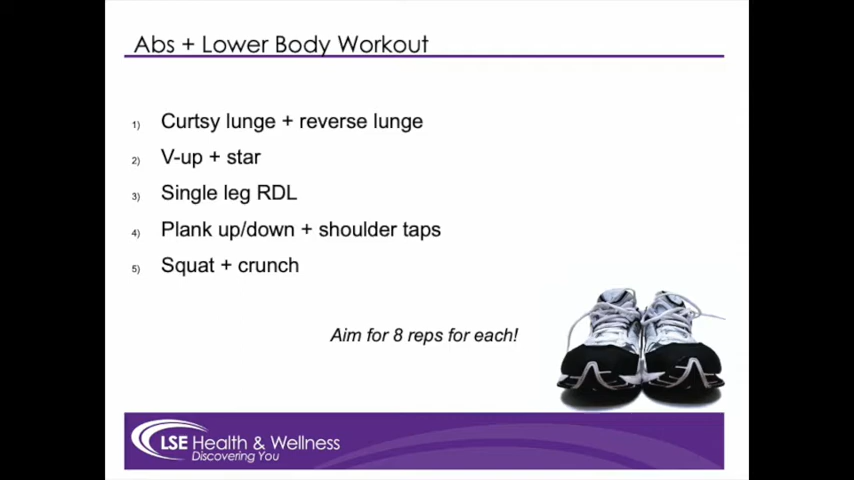 Abs + Lower Body Workout
1) Curtsy lunge + reverse lunge
2) V-up + star
3) Single leg RDL
4) Plank up/down + shoulder taps
5) Squat + crunch
Aim for 8 reps for each!
LSE Health & Wellness
Discovering You